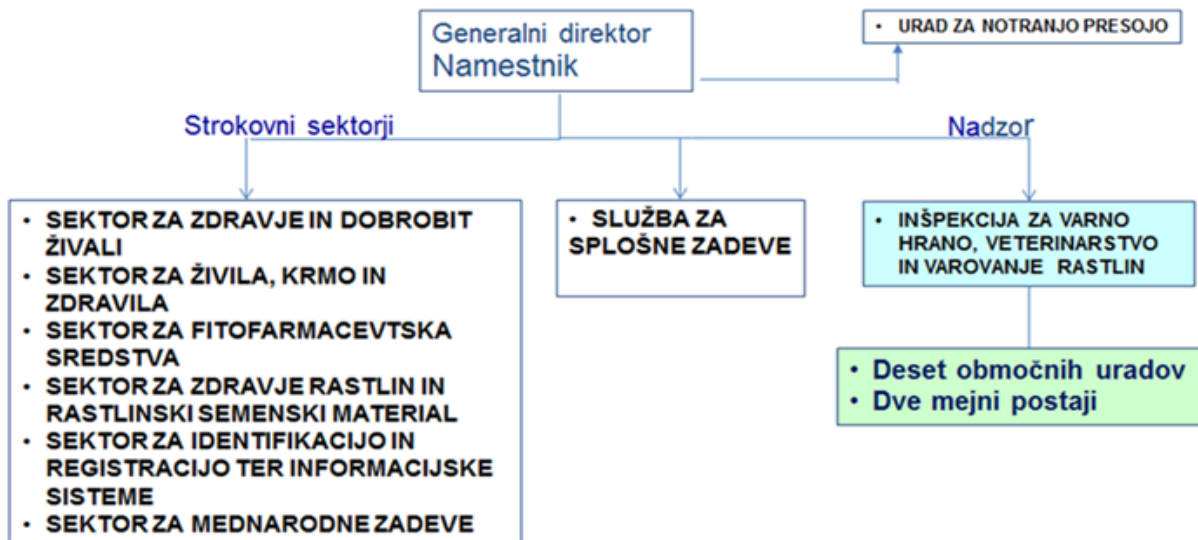 Generalni direktor
Namestnik
• URAD ZA NOTRANJO PRESOJO
Strokovni sektorji
Nadzor
• SEKTOR ZA ZDRAVJE IN DOBROBIT
ŽIVALI
• SEKTOR ZA ŽIVILA, KRMO IN
ZDRAVILA
• SEKTOR ZA FITOFARMACEVTSKA
SREDSTVA
• SEKTOR ZA ZDRAVJE RASTLIN IN
RASTLINSKI SEMENSKI MATERIAL
• SEKTOR ZA IDENTIFIKACIJO IN
REGISTRACIJO TER INFORMACIJSKE
SISTEME
• SEKTOR ZA MEDNARODNE ZADEVE
• SLUŽBA ZA
SPLOŠNE ZADEVE
• INŠPEKCIJA ZA VARNO
HRANO, VETERINARSTVO
IN VAROVANJE RASTLIN
• Deset območnih uradov
• Dve mejni postaji